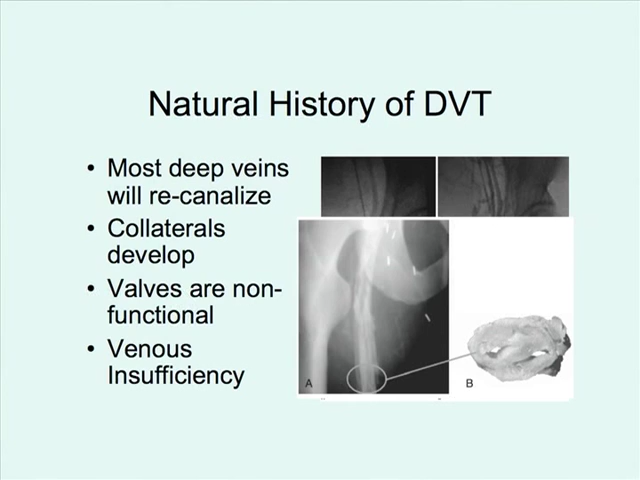 Natural History of DVT
• Most deep veins
will re-canalize
• Collaterals
develop
• Valves are non-
functional
• Venous
Insufficiency
A
B